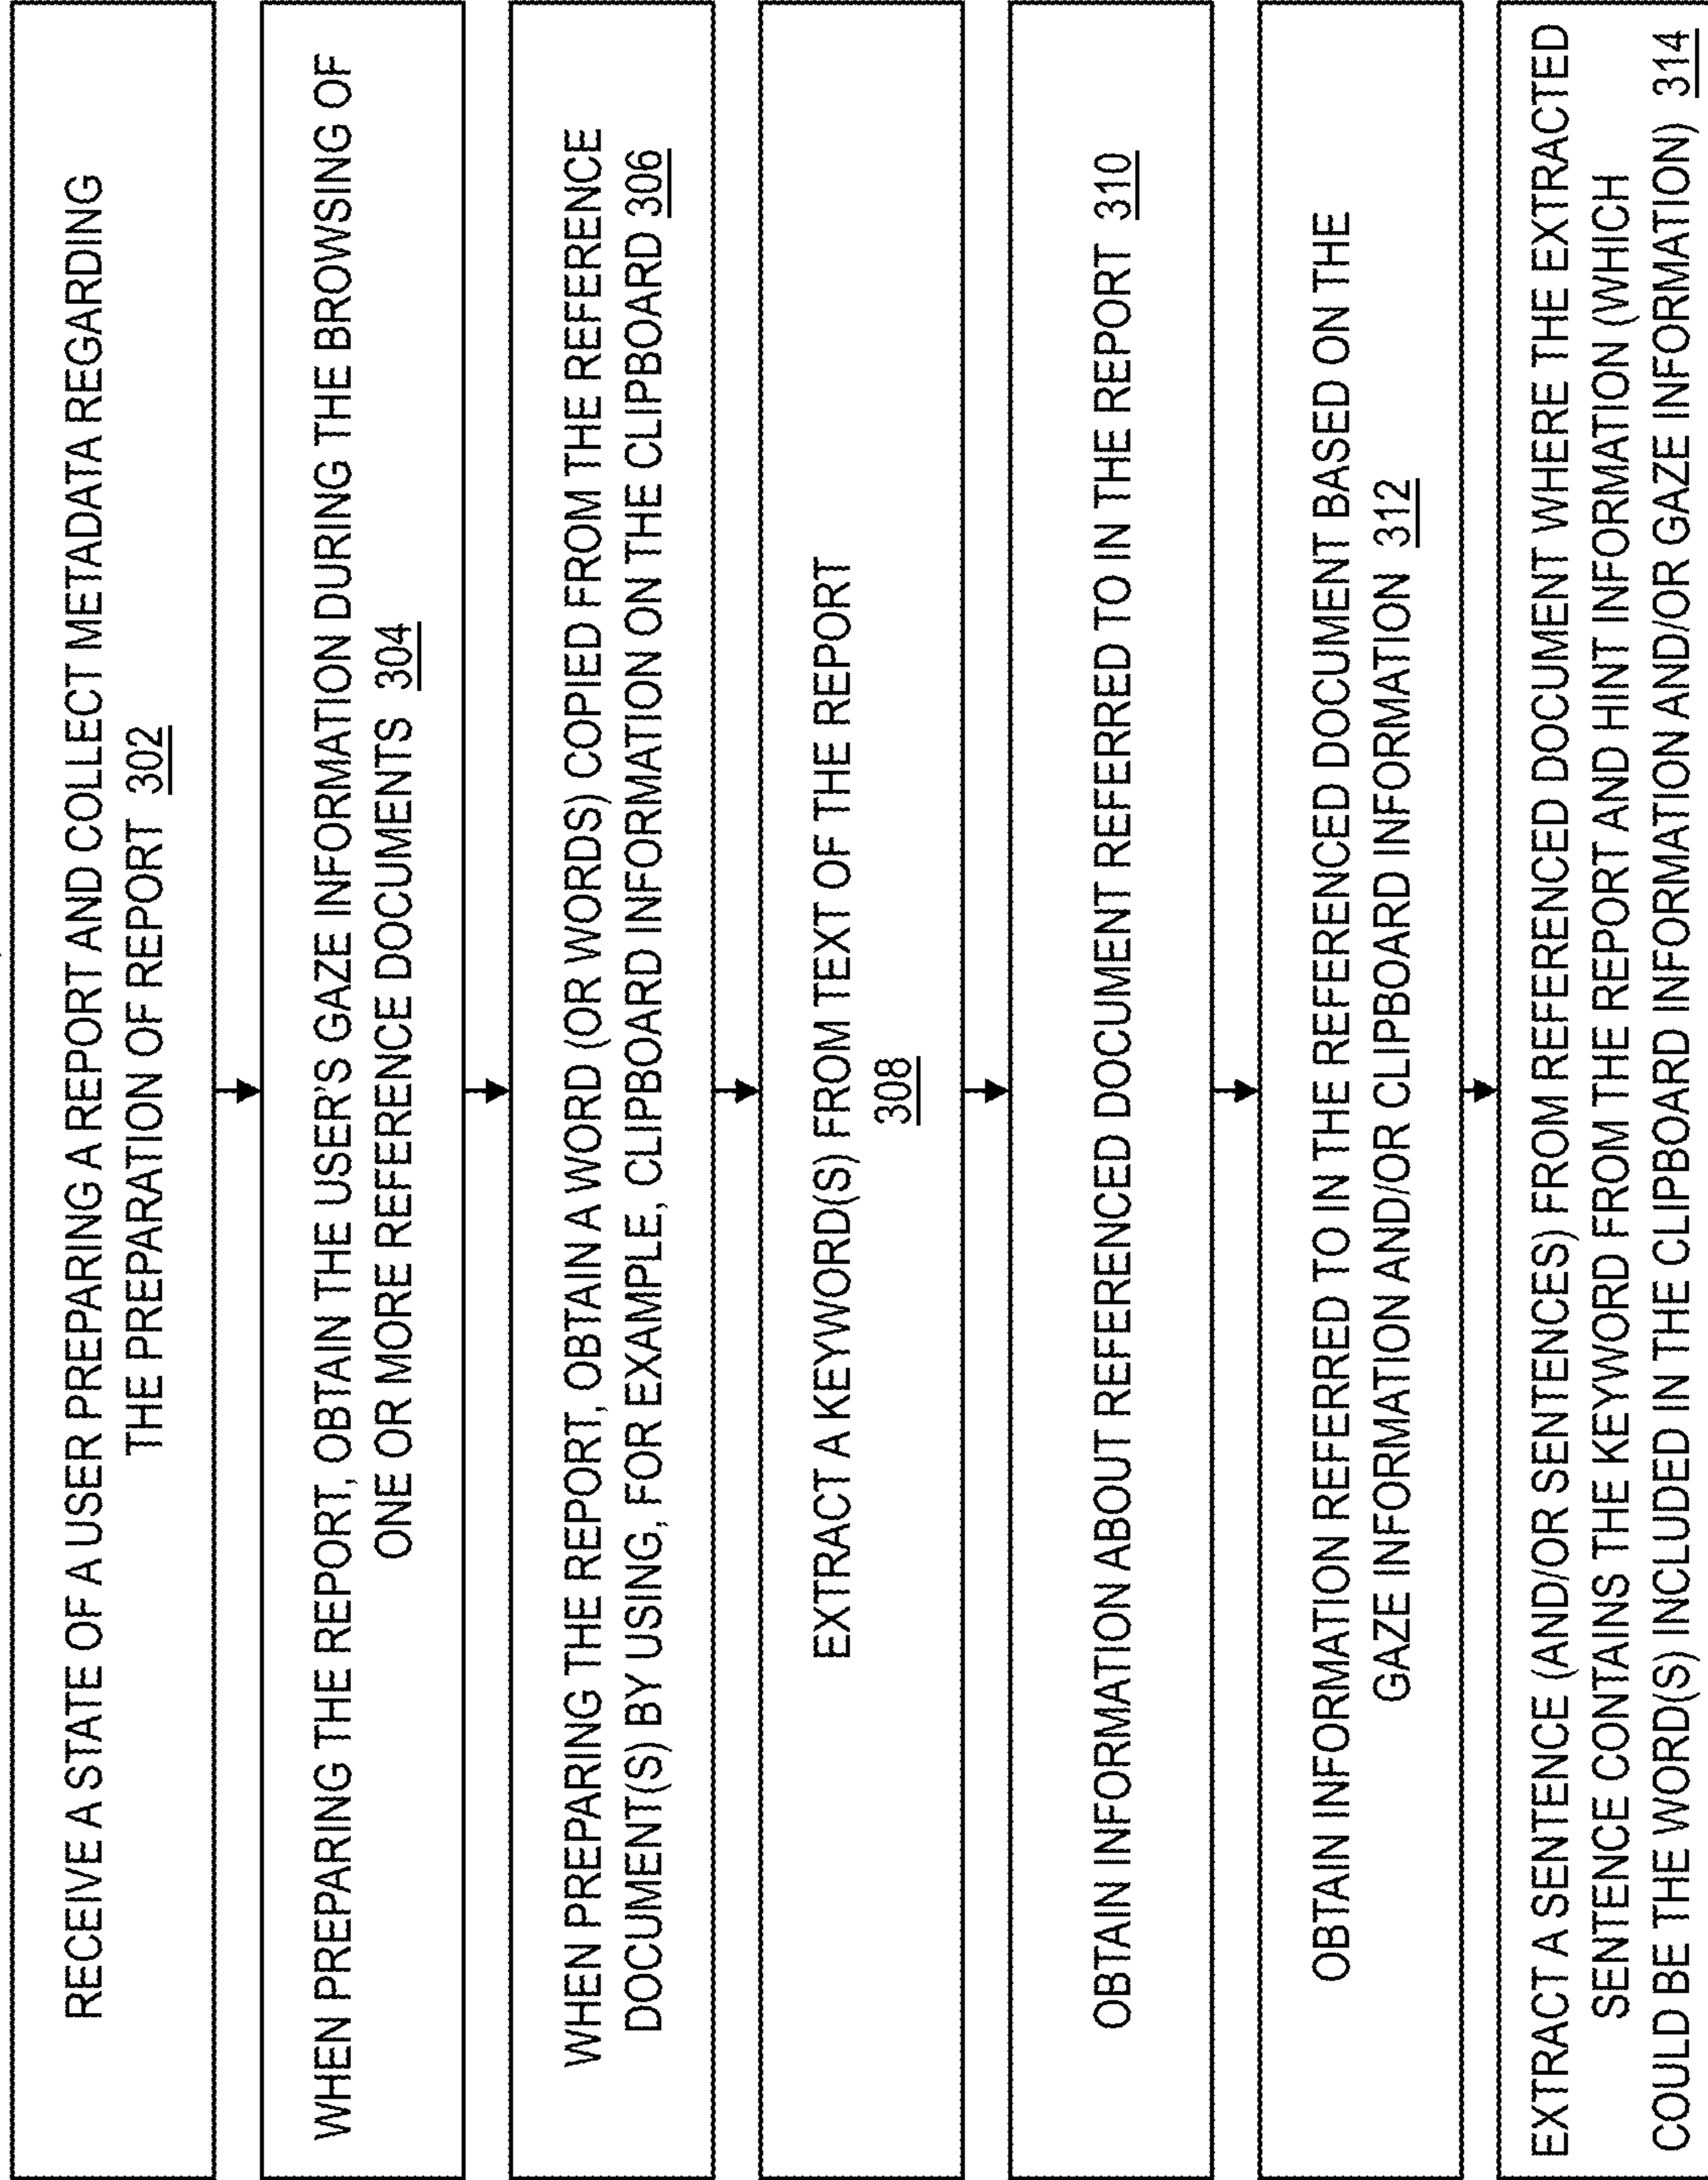 RECEIVE A STATE OF A USER PREPARING A REPORT AND COLLECT METADATA REGARDING
THE PREPARATION OF REPORT 302
WHEN PREPARING THE REPORT, OBTAIN THE USER'S GAZE INFORMATION DURING THE BROWSING OF
ONE OR MORE REFERENCE DOCUMENTS 304
WHEN PREPARING THE REPORT, OBTAIN A WORD (OR WORDS) COPIED FROM THE REFERENCE
DOCUMENT(S) BY USING, FOR EXAMPLE, CLIPBOARD INFORMATION ON THE CLIPBOARD 306
EXTRACT A KEYWORD(S) FROM TEXT OF THE REPORT
308
OBTAIN INFORMATION ABOUT REFERENCED DOCUMENT REFERRED TO IN THE REPORT 310
OBTAIN INFORMATION REFERRED TO IN THE REFERENCED DOCUMENT BASED ON THE
GAZE INFORMATION AND/OR CLIPBOARD INFORMATION 312
EXTRACT A SENTENCE (AND/OR SENTENCES) FROM REFERENCED DOCUMENT WHERE THE EXTRACTED
SENTENCE CONTAINS THE KEYWORD FROM THE REPORT AND HINT INFORMATION (WHICH
COULD BE THE WORD(S) INCLUDED IN THE CLIPBOARD INFORMATION AND/OR GAZE INFORMATION) 314